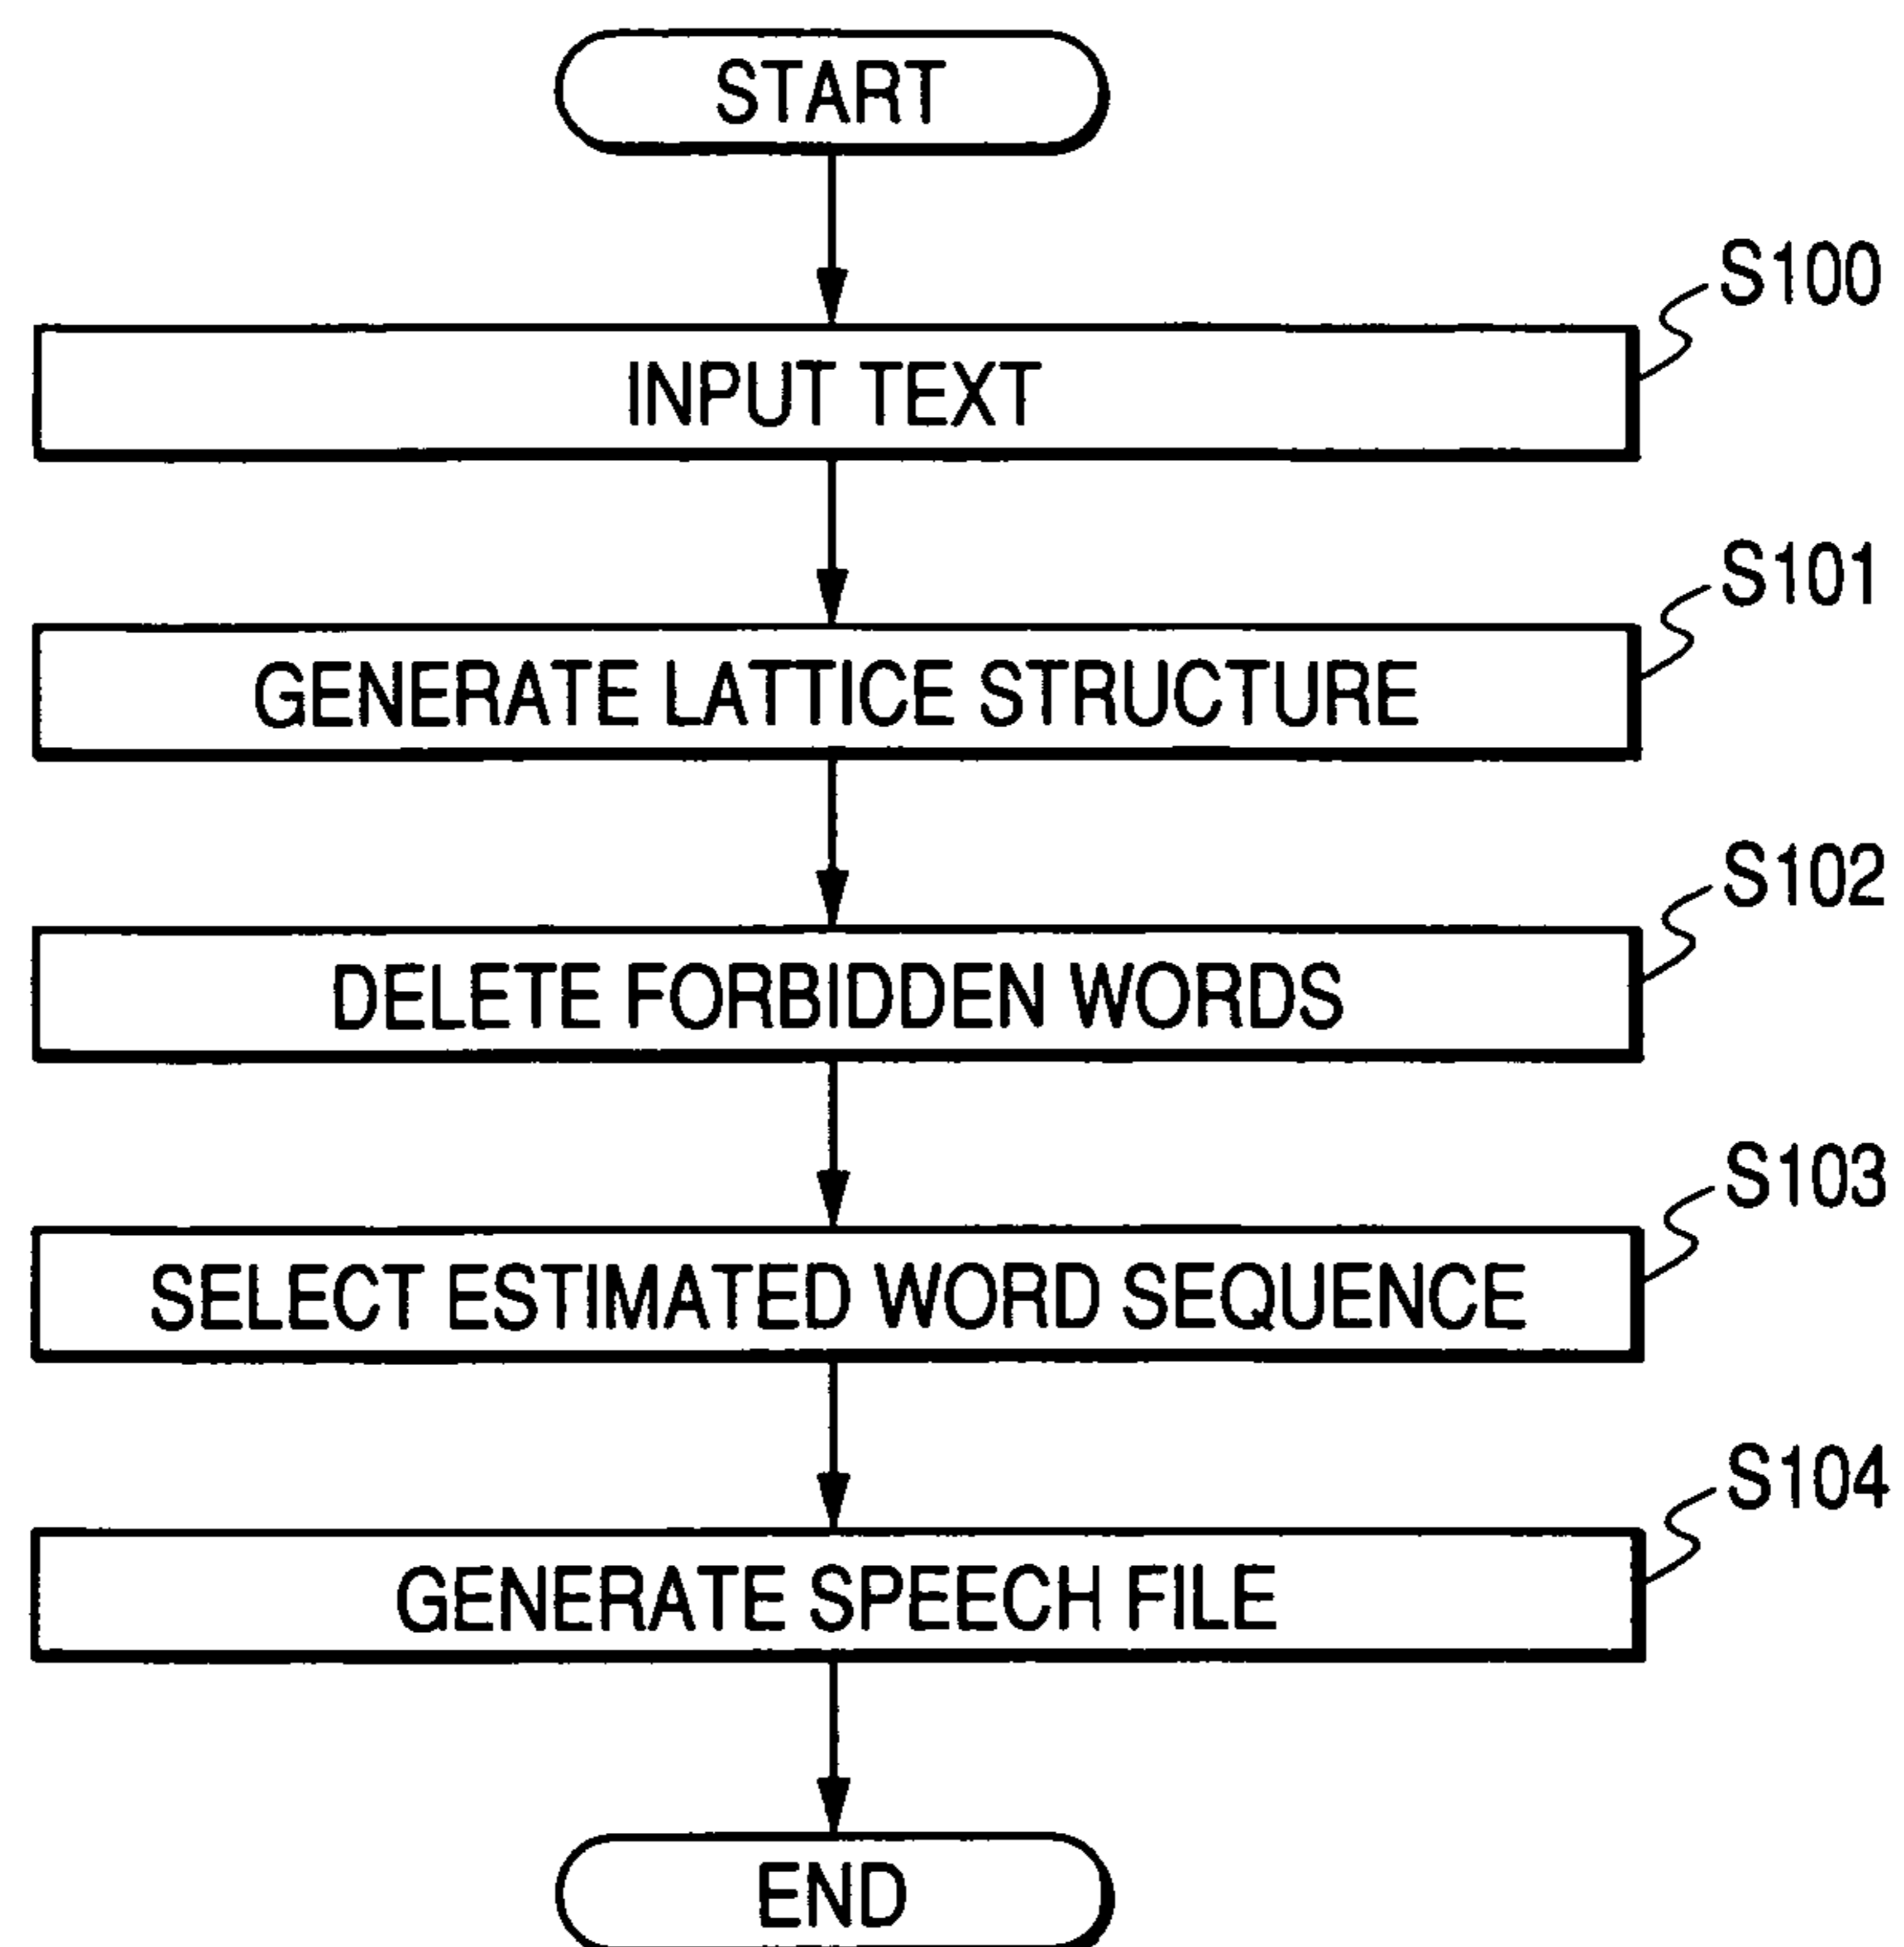 START
S100
INPUT TEXT
S101
GENERATE LATTICE STRUCTURE
S102
DELETE FORBIDDEN WORDS
S103
SELECT ESTIMATED WORD SEQUENCE
S104
GENERATE SPEECH FILE
END